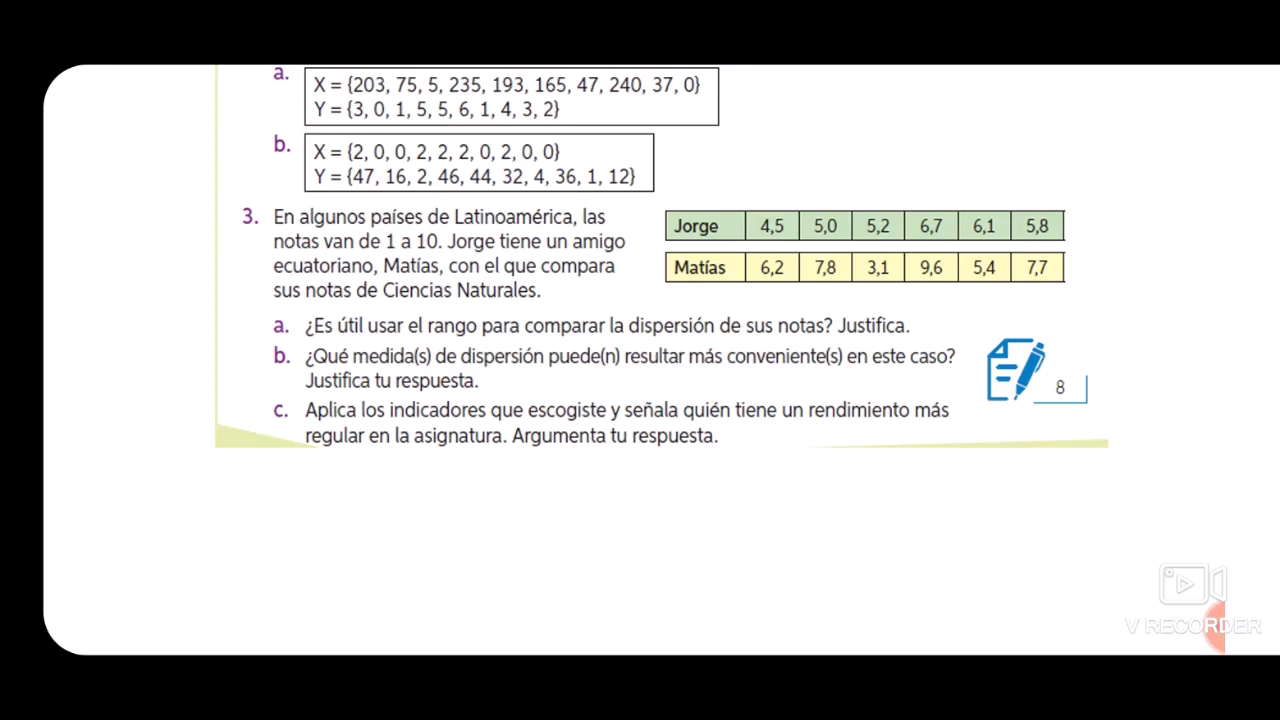 a.
X = {203, 75, 5, 235, 193, 165, 47, 240, 37, 0}
Y = {3, 0, 1, 5, 5, 6, 1, 4, 3, 2}
b.
X = {2, 0, 0, 2, 2, 2, 0, 2, 0, 0}
Y = {47, 16, 2, 46, 44, 32, 4, 36, 1, 12}
3. En algunos países de Latinoamérica, las
notas van de 1 a 10. Jorge tiene un amigo
ecuatoriano, Matías, con el que compara
sus notas de Ciencias Naturales.
Jorge 4,5 5,0 5,2 6,7 6,1 5,8
Matías 6,2 7,8 3,1 9,6 5,4 7,7
a. ¿Es útil usar el rango para comparar la dispersión de sus notas? Justifica.
b. ¿Qué medida(s) de dispersión puede(n) resultar más conveniente(s) en este caso?
Justifica tu respuesta.
c. Aplica los indicadores que escogiste y señala quién tiene un rendimiento más
regular en la asignatura. Argumenta tu respuesta.
8
V RECORDER